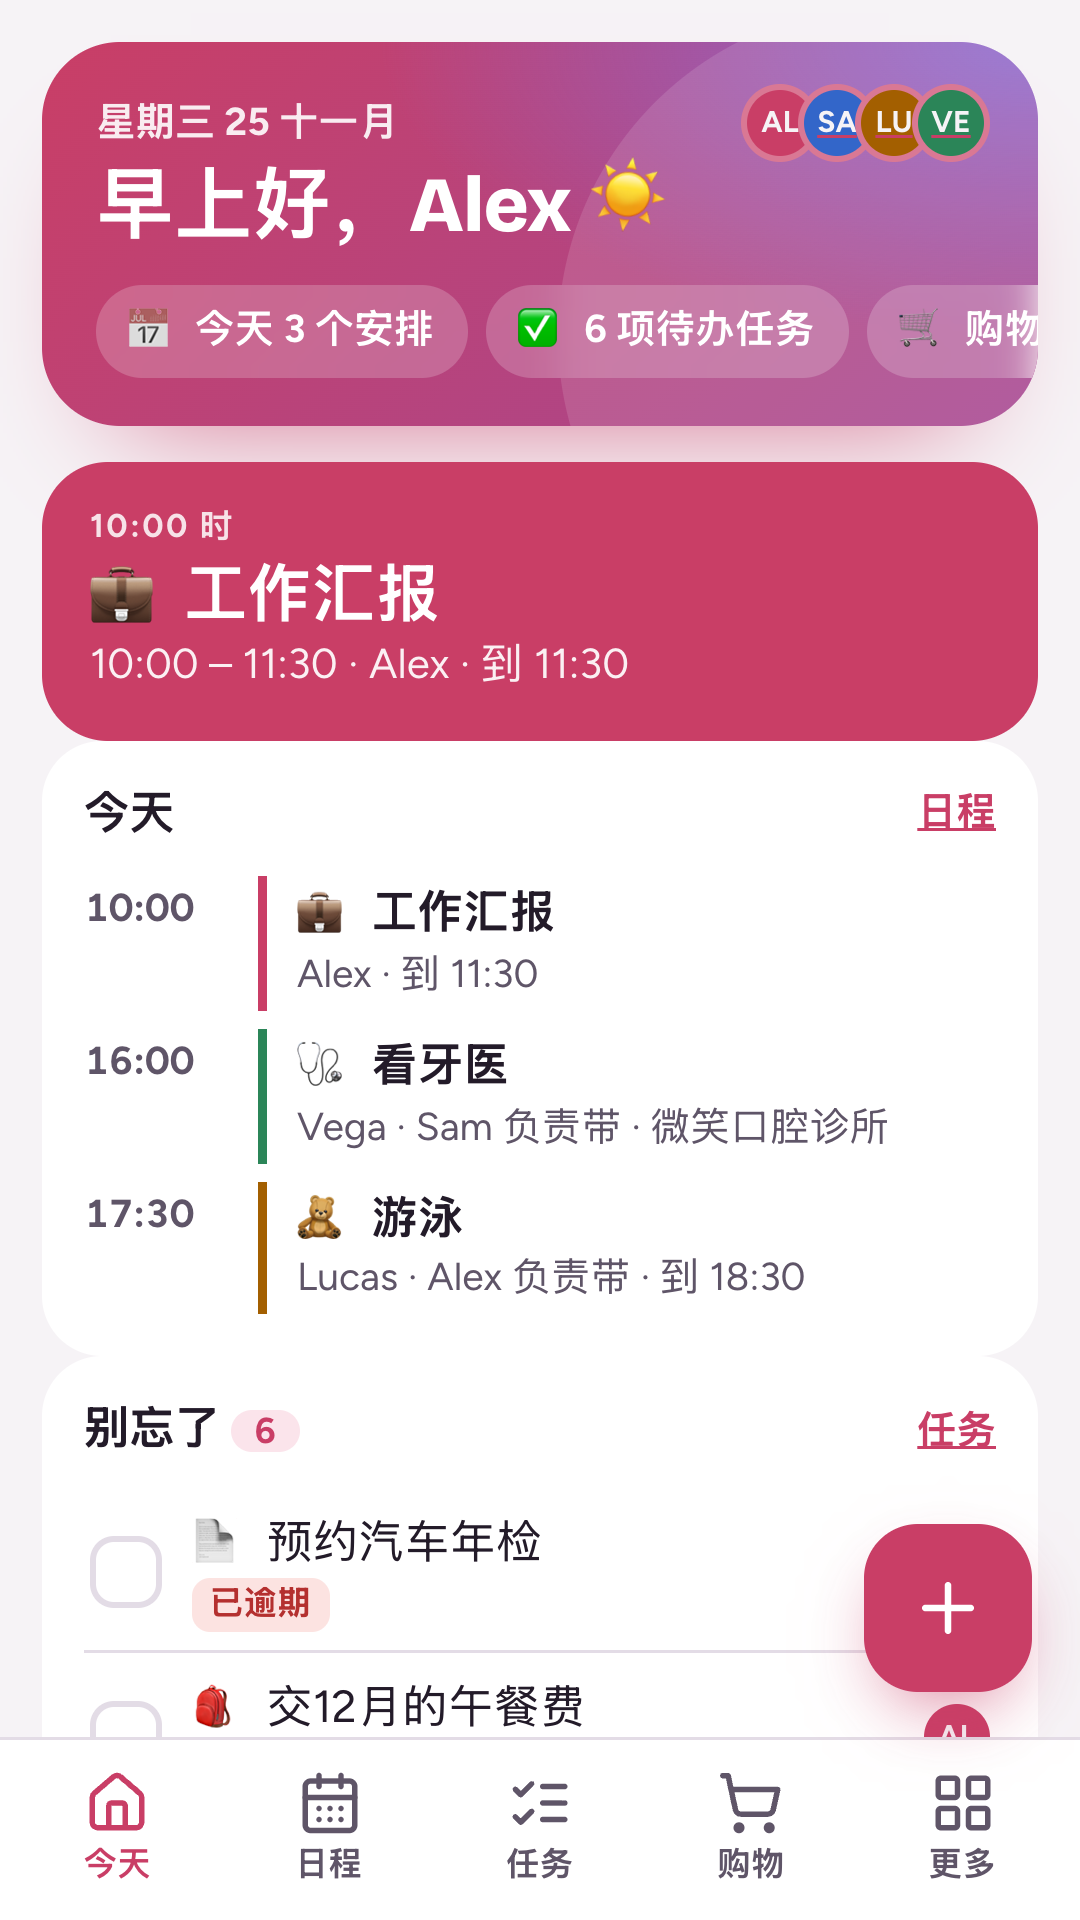 星期三 25 十一月
AL SA LU VE
早上好，Alex
今天 3 个安排
6 项待办任务
购物
10:00 时
工作汇报
10:00 – 11:30 · Alex · 到 11:30
今天
日程
10:00
工作汇报
Alex · 到 11:30
16:00
看牙医
Vega · Sam 负责带 · 微笑口腔诊所
17:30
游泳
Lucas · Alex 负责带 · 到 18:30
别忘了 6
任务
预约汽车年检
已逾期
交12月的午餐费
AL
今天
日程
任务
购物
更多